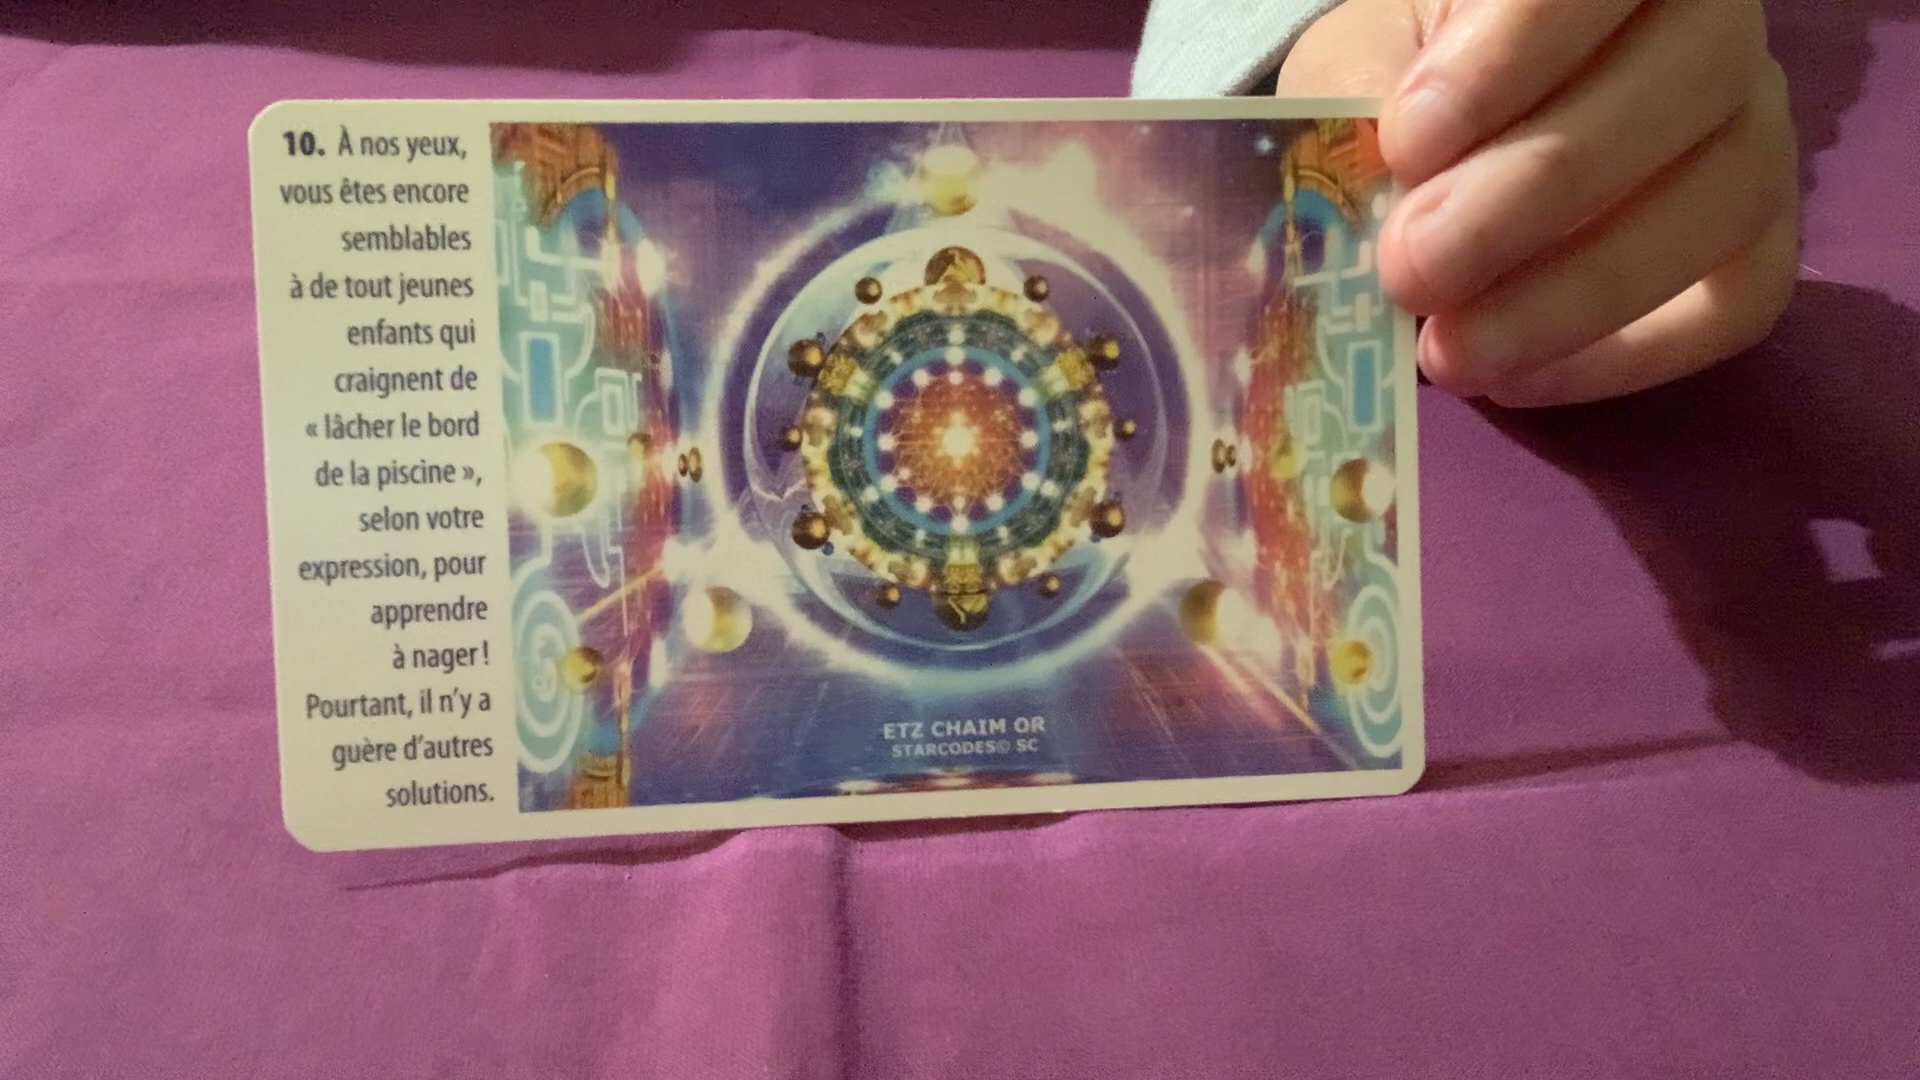 10. À nos yeux,
vous êtes encore
semblables
à de tout jeunes
enfants qui
craignent de
« lâcher le bord
de la piscine »,
selon votre
expression, pour
apprendre
à nager !
Pourtant, il n'y a
guère d'autres
solutions.
ETZ CHAIM OR
STARCODES© SC